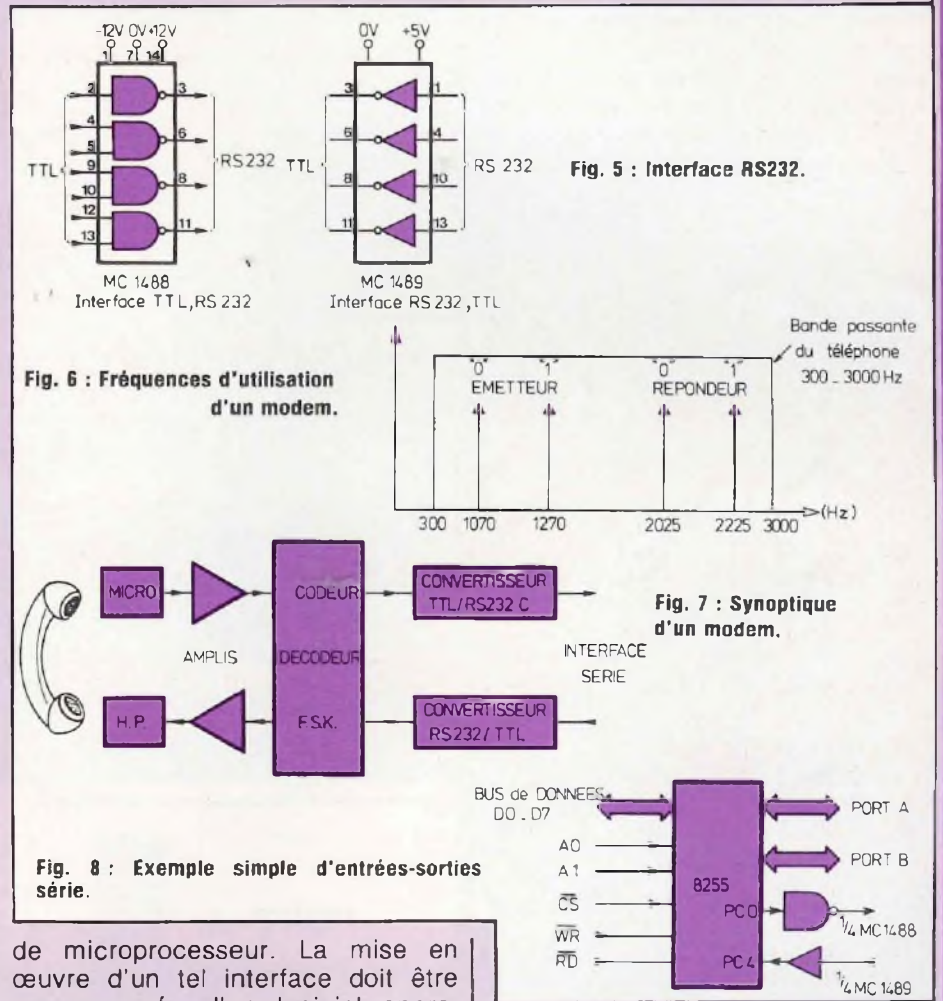 -12V 0V +12V
1 7 14
2 3
4 6
5
9 8
10
12 11
13
TTL
RS232
MC 1488
Interface TTL, RS 232
0V +5V
3 1
6 4
8 10
11 13
TTL
RS 232
MC 1489
Interface RS 232, TTL
Fig. 5 : Interface RS232.
Fig. 6 : Fréquences d'utilisation
d'un modem.
Bande passante
du téléphone
300 _ 3000 Hz
"0" "1" "0" "1"
EMETTEUR REPONDEUR
300 1070 1270 2025 2225 3000 (Hz)
MICRO
AMPLIS
H.P.
CODEUR
DECODEUR
F.S.K.
CONVERTISSEUR
TTL/RS232 C
CONVERTISSEUR
RS232/TTL
INTERFACE
SERIE
Fig. 7 : Synoptique
d'un modem.
BUS de DONNEES
D0 _ D7
A0
A1
CS
WR
RD
8255
PC0
PC4
PORT A
PORT B
1/4 MC 1488
1/4 MC 1489
Fig. 8 : Exemple simple d'entrées-sorties
série.
de microprocesseur. La mise en
œuvre d'un tel interface doit être